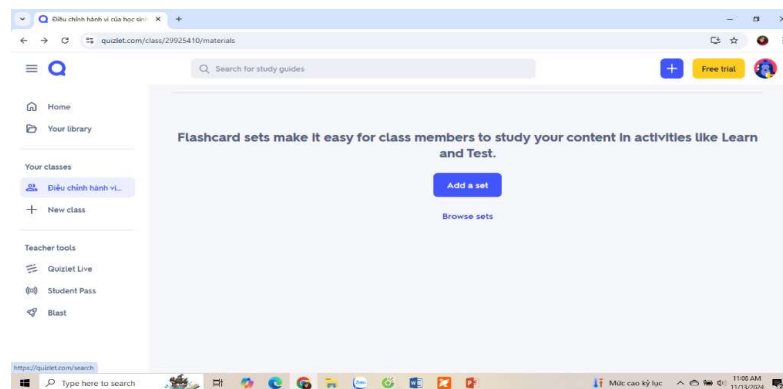 Điều chỉnh hành vi của học sinh
quizlet.com/class/29925410/materials
Search for study guides
Free trial
Home
Your library
Flashcard sets make it easy for class members to study your content in activities like Learn
and Test.
Your classes
Add a set
Điều chỉnh hành vi...
Browse sets
New class
Teacher tools
Quizlet Live
Student Pass
Blast
https://quizlet.com/search
Type here to search
Mức cao kỷ lục
11:08 AM
11/13/2024